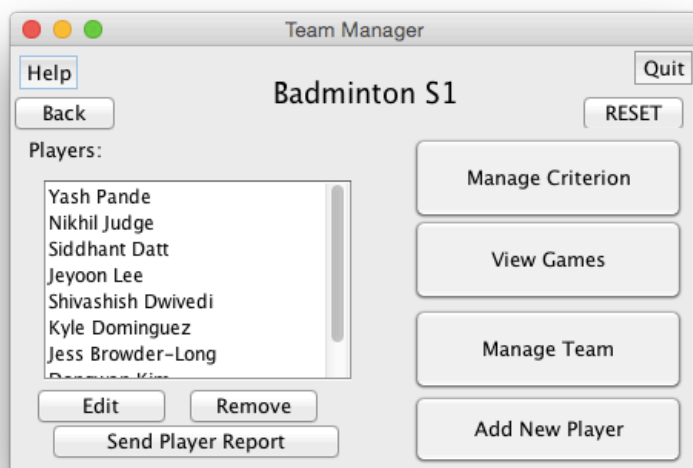 Team Manager
Help
Quit
Badminton S1
Back
RESET
Players:
Manage Criterion
Yash Pande
Nikhil Judge
Siddhant Datt
View Games
Jeyoon Lee
Shivashish Dwivedi
Kyle Dominguez
Manage Team
Jess Browder-Long
Edit
Remove
Add New Player
Send Player Report